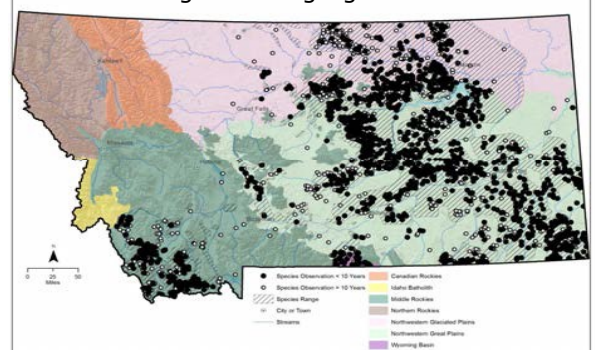 Kalispell
Great Falls
Missoula
N
0 25 50
Miles
Species Observation < 10 Years
Species Observation > 10 Years
Species Range
City or Town
Streams
Canadian Rockies
Idaho Batholith
Middle Rockies
Northern Rockies
Northwestern Glaciated Plains
Northwestern Great Plains
Wyoming Basin